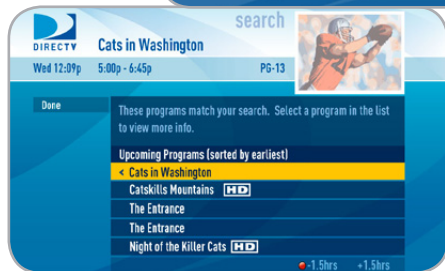 search
DIRECTV
Cats in Washington
Wed 12:09p 5:00p - 6:45p PG-13
Done
These programs match your search. Select a program in the list
to view more info.
Upcoming Programs (sorted by earliest)
< Cats in Washington
Catskills Mountains HD
The Entrance
The Entrance
Night of the Killer Cats HD
-1.5hrs +1.5hrs